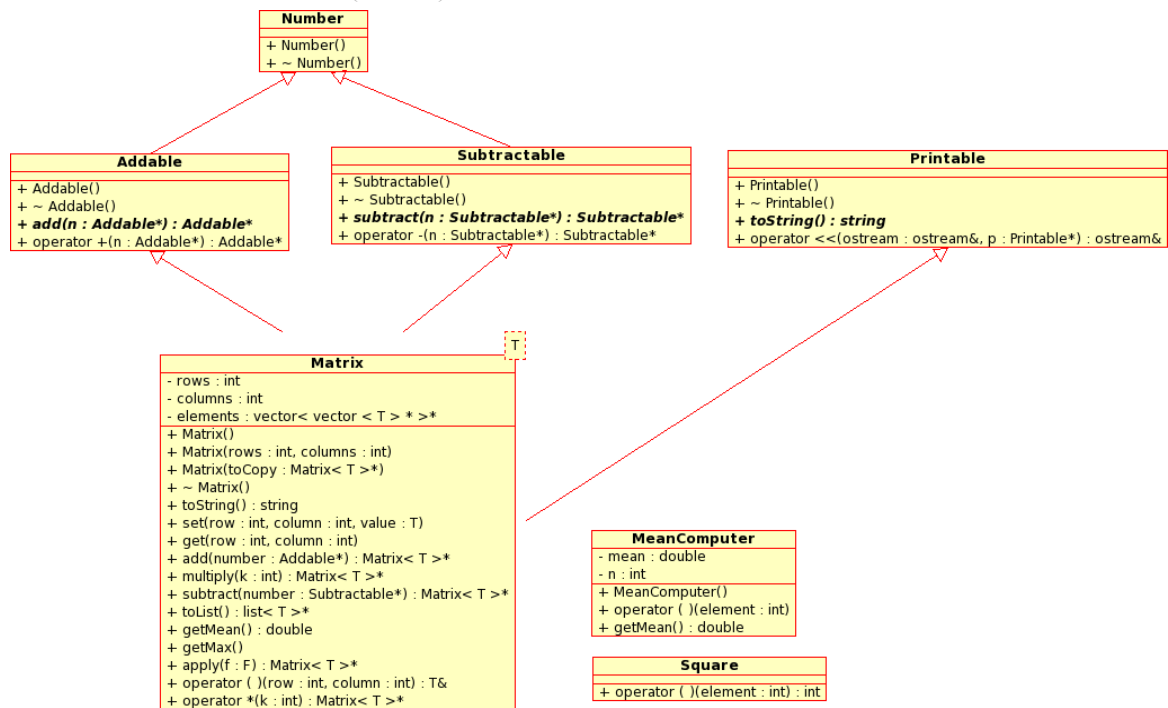 Number
+ Number()
+ ~ Number()
Addable
+ Addable()
+ ~ Addable()
+ add(n : Addable*) : Addable*
+ operator +(n : Addable*) : Addable*
Subtractable
+ Subtractable()
+ ~ Subtractable()
+ subtract(n : Subtractable*) : Subtractable*
+ operator -(n : Subtractable*) : Subtractable*
Printable
+ Printable()
+ ~ Printable()
+ toString() : string
+ operator <<(ostream : ostream&, p : Printable*) : ostream&
T
Matrix
- rows : int
- columns : int
- elements : vector< vector < T > * >*
+ Matrix()
+ Matrix(rows : int, columns : int)
+ Matrix(toCopy : Matrix< T >*)
+ ~ Matrix()
+ toString() : string
+ set(row : int, column : int, value : T)
+ get(row : int, column : int)
+ add(number : Addable*) : Matrix< T >*
+ multiply(k : int) : Matrix< T >*
+ subtract(number : Subtractable*) : Matrix< T >*
+ toList() : list< T >*
+ getMean() : double
+ getMax()
+ apply(f : F) : Matrix< T >*
+ operator ( )(row : int, column : int) : T&
+ operator *(k : int) : Matrix< T >*
MeanComputer
- mean : double
- n : int
+ MeanComputer()
+ operator ( )(element : int)
+ getMean() : double
Square
+ operator ( )(element : int) : int